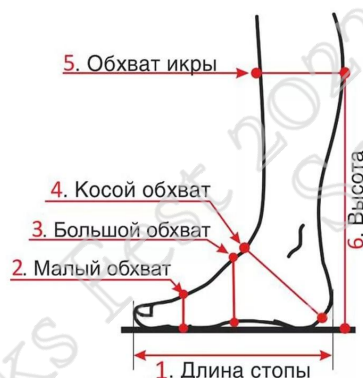 5. Обхват икры
4. Косой обхват
3. Большой обхват
2. Малый обхват
6. Высота
1. Длина стопы